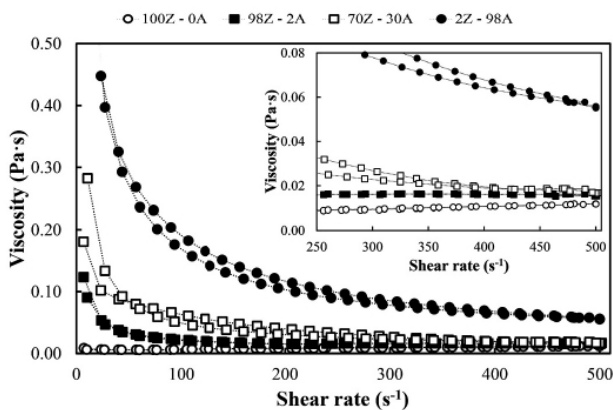 100Z - 0A 98Z - 2A 70Z - 30A 2Z - 98A
0.50
0.40
0.30
0.20
0.10
0.00
Viscosity (Pa·s)
0 100 200 300 400 500
Shear rate (s⁻¹)
0.08
0.06
0.04
0.02
0.00
Viscosity (Pa·s)
250 300 350 400 450 500
Shear rate (s⁻¹)